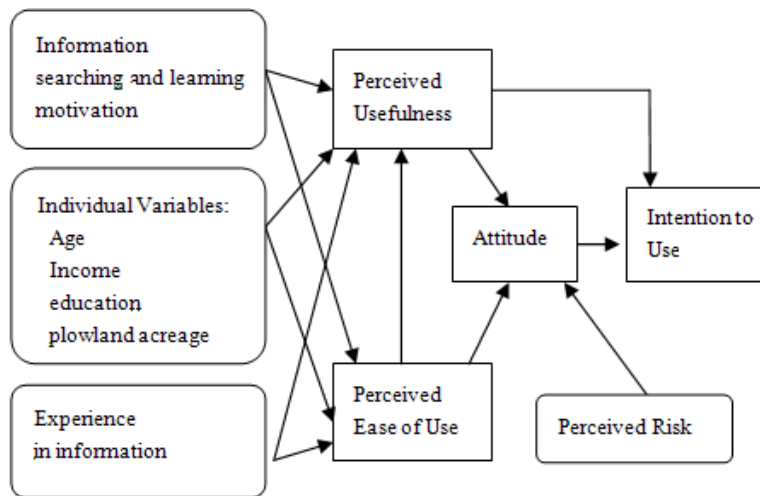 Information
searching and learning
motivation
Perceived
Usefulness
Individual Variables:
Age
Income
education
plowland acreage
Attitude
Intention to
Use
Experience
in information
Perceived
Ease of Use
Perceived Risk